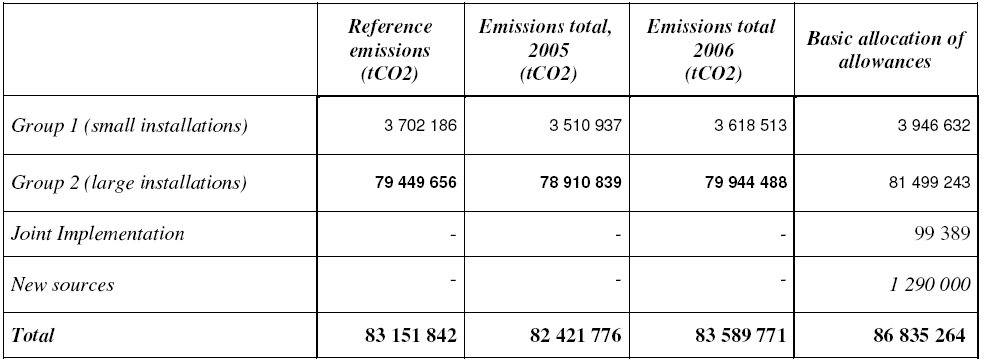 Reference emissions (tCO2) Emissions total, 2005 (tCO2) Emissions total 2006 (tCO2) Basic allocation of allowances
Group 1 (small installations) 3 702 186 3 510 937 3 618 513 3 946 632
Group 2 (large installations) 79 449 656 78 910 839 79 944 488 81 499 243
Joint Implementation - - - 99 389
New sources - - - 1 290 000
Total 83 151 842 82 421 776 83 589 771 86 835 264